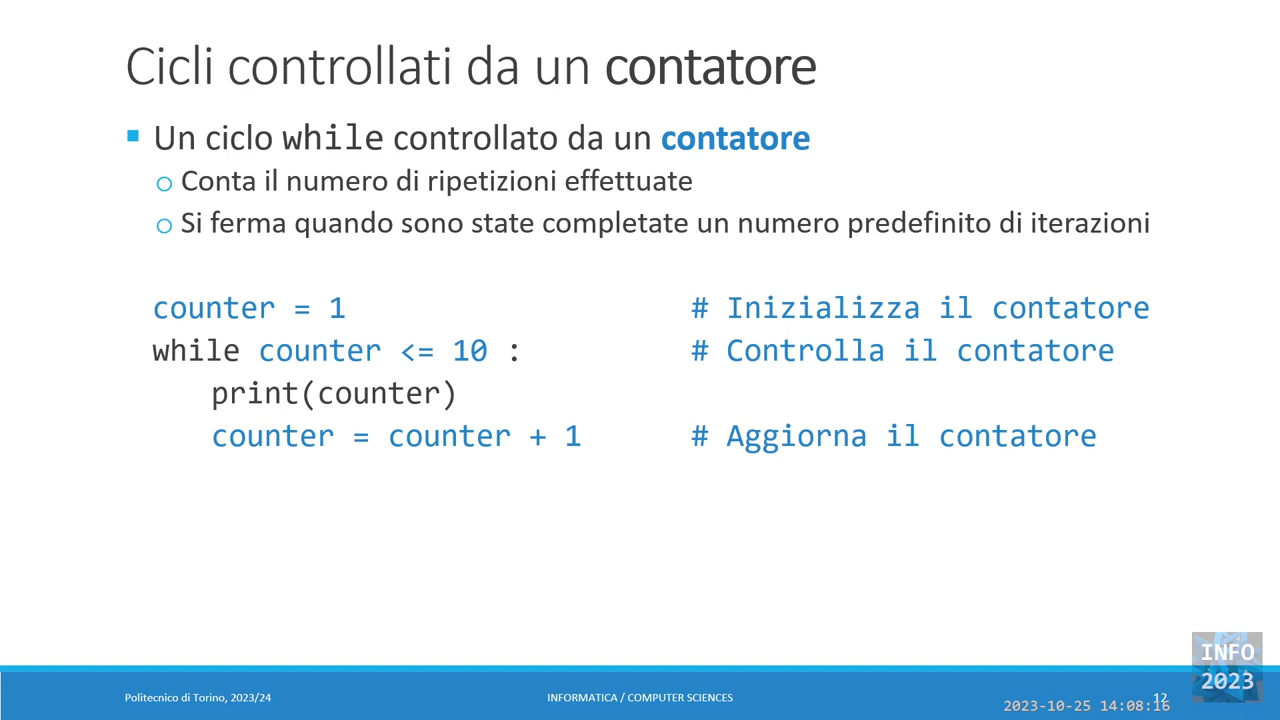 Cicli controllati da un contatore
Un ciclo while controllato da un contatore
Conta il numero di ripetizioni effettuate
Si ferma quando sono state completate un numero predefinito di iterazioni
counter = 1 # Inizializza il contatore
while counter <= 10 : # Controlla il contatore
print(counter)
counter = counter + 1 # Aggiorna il contatore
INFO
2023
Politecnico di Torino, 2023/24 INFORMATICA / COMPUTER SCIENCES 12
2023-10-25 14:08:16